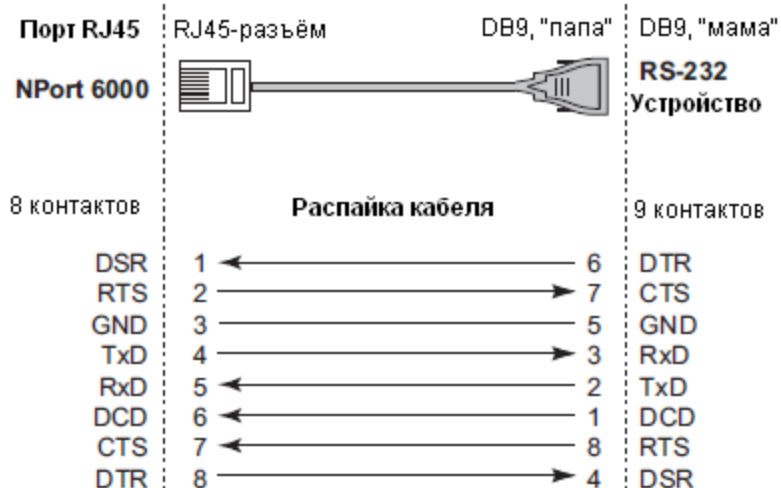 Порт RJ45 RJ45-разъём DB9, "папа" DB9, "мама"
NPort 6000 RS-232
Устройство
8 контактов Распайка кабеля 9 контактов
DSR 1 6 DTR
RTS 2 7 CTS
GND 3 5 GND
TxD 4 3 RxD
RxD 5 2 TxD
DCD 6 1 DCD
CTS 7 8 RTS
DTR 8 4 DSR